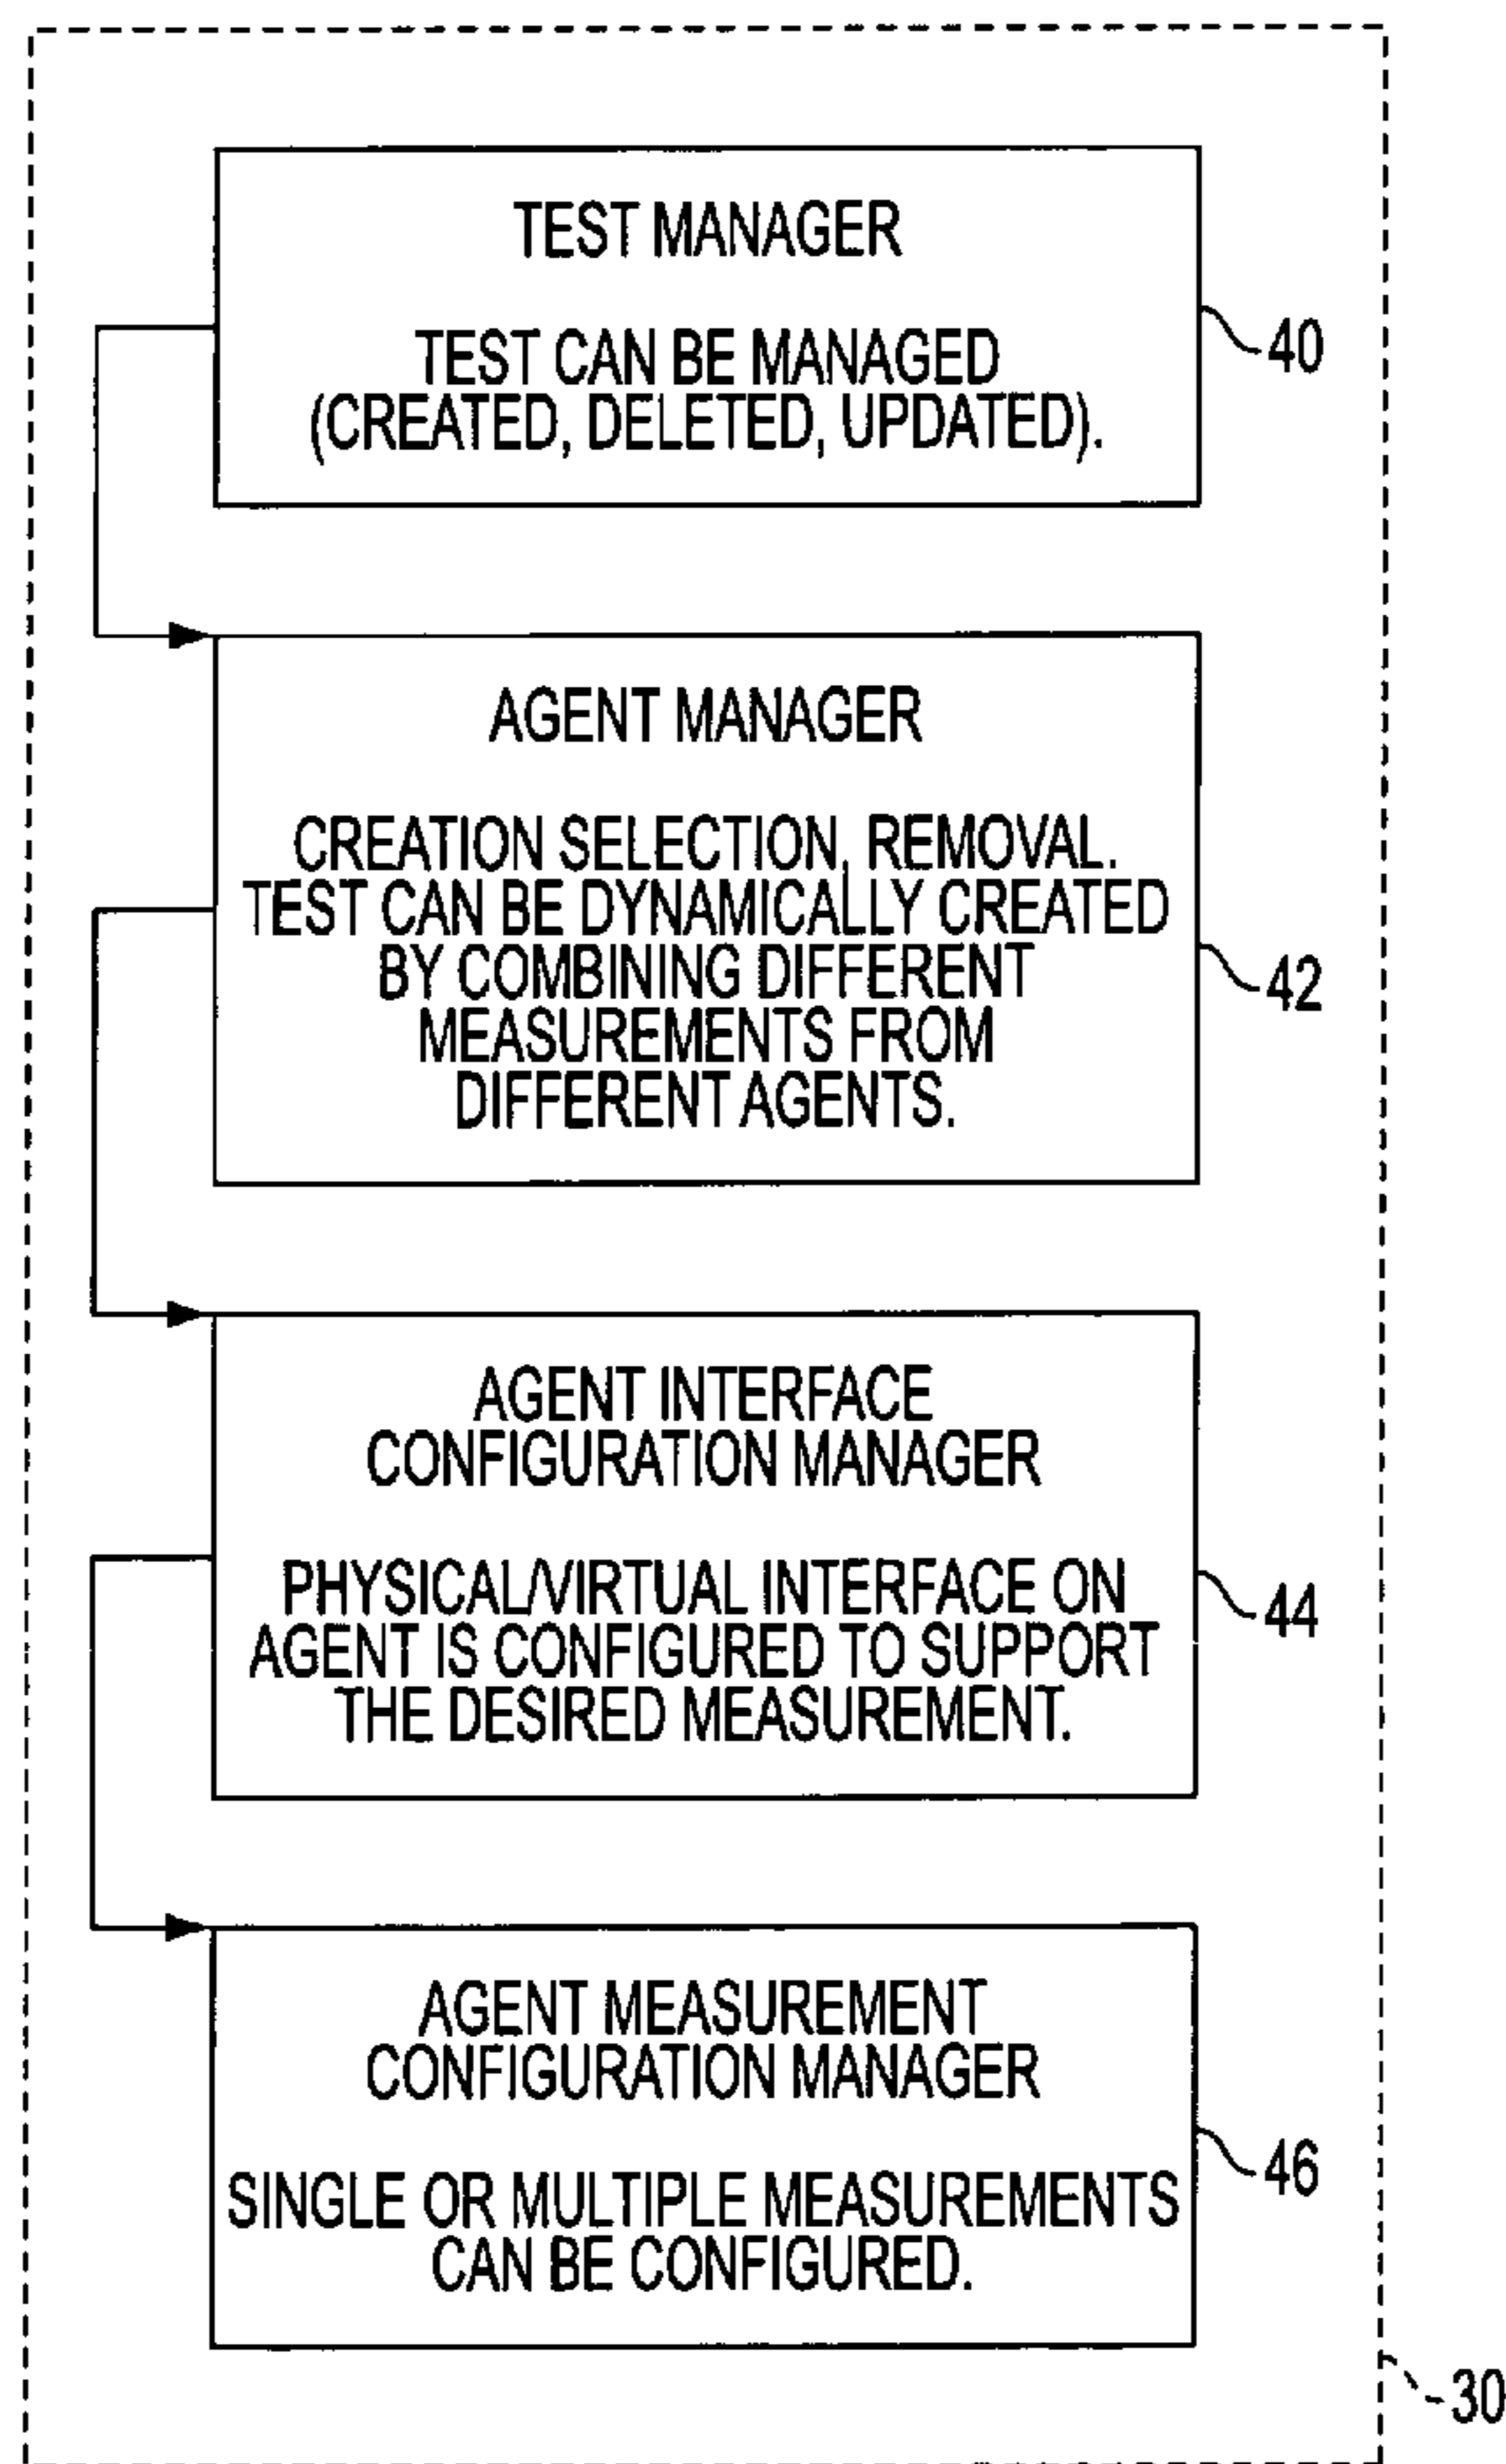 TEST MANAGER
TEST CAN BE MANAGED
(CREATED, DELETED, UPDATED).
40
AGENT MANAGER
CREATION SELECTION, REMOVAL.
TEST CAN BE DYNAMICALLY CREATED
BY COMBINING DIFFERENT
MEASUREMENTS FROM
DIFFERENT AGENTS.
42
AGENT INTERFACE
CONFIGURATION MANAGER
PHYSICAL/VIRTUAL INTERFACE ON
AGENT IS CONFIGURED TO SUPPORT
THE DESIRED MEASUREMENT.
44
AGENT MEASUREMENT
CONFIGURATION MANAGER
SINGLE OR MULTIPLE MEASUREMENTS
CAN BE CONFIGURED.
46
30